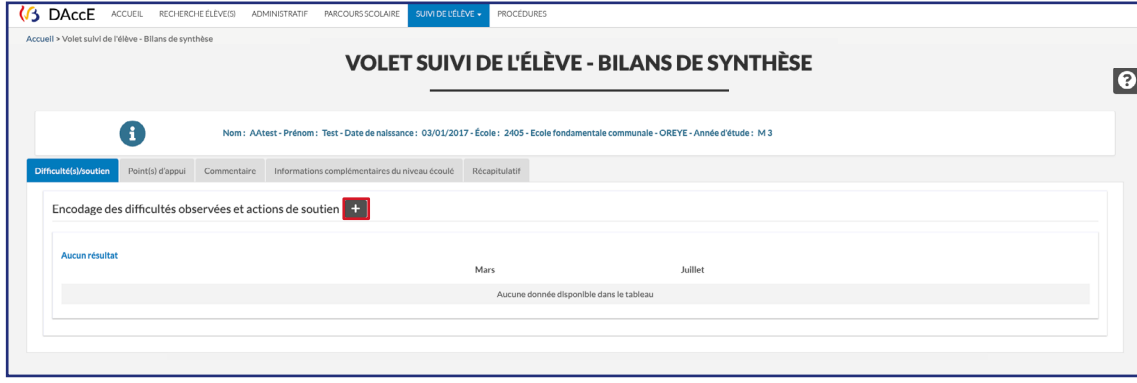 DAccE ACCUEIL RECHERCHE ÉLÈVE(S) ADMINISTRATIF PARCOURS SCOLAIRE SUIVI DE L'ÉLÈVE PROCÉDURES
Accueil > Volet suivi de l'élève - Bilans de synthèse
VOLET SUIVI DE L'ÉLÈVE - BILANS DE SYNTHÈSE
?
i Nom : AAtest - Prénom : Test - Date de naissance : 03/01/2017 - École : 2405 - Ecole fondamentale communale - OREYE - Année d'étude : M 3
Difficulté(s)/soutien Point(s) d'appui Commentaire Informations complémentaires du niveau écoulé Récapitulatif
Encodage des difficultés observées et actions de soutien +
Aucun résultat
Mars Juillet
Aucune donnée disponible dans le tableau